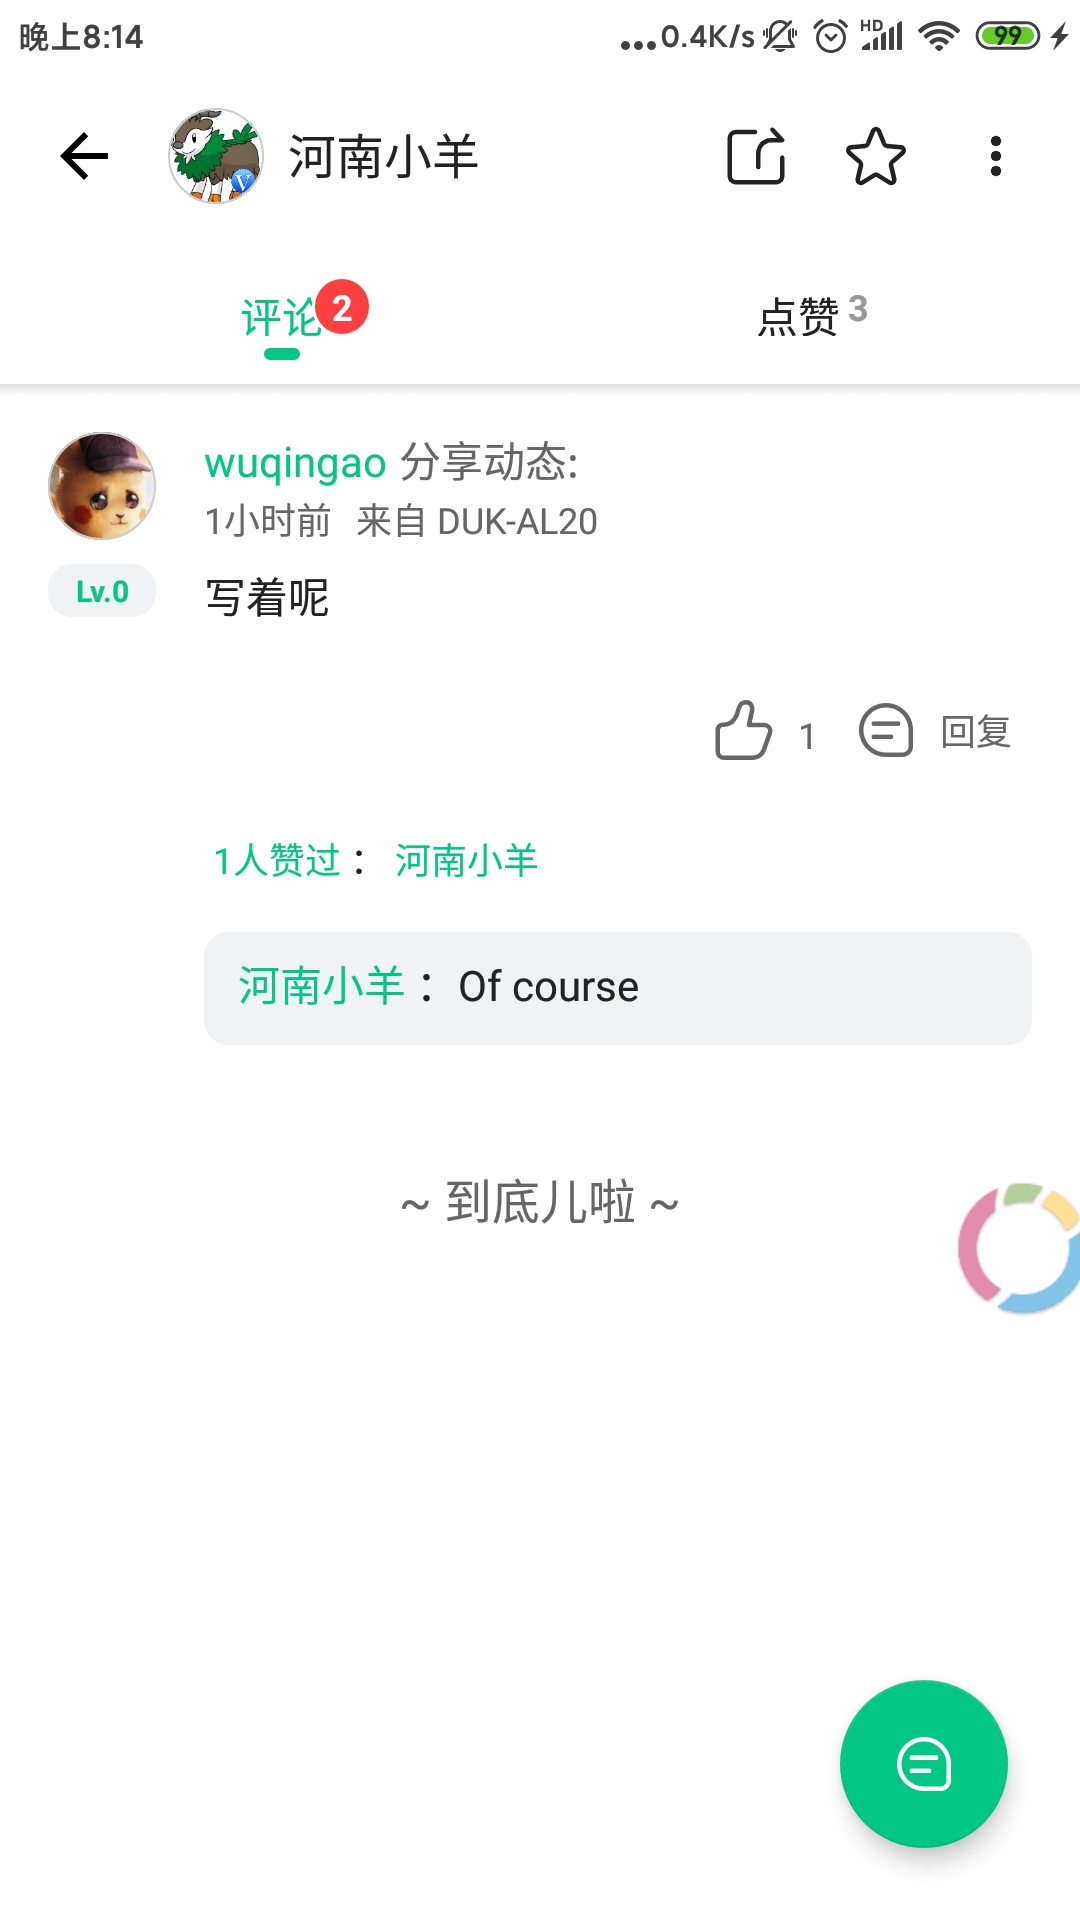 晚上8:14 ...0.4K/s HD 99
河南小羊
评论 2 点赞 3
wuqingao 分享动态:
1小时前 来自 DUK-AL20
Lv.0 写着呢
1 回复
1人赞过： 河南小羊
河南小羊：Of course
~ 到底儿啦 ~